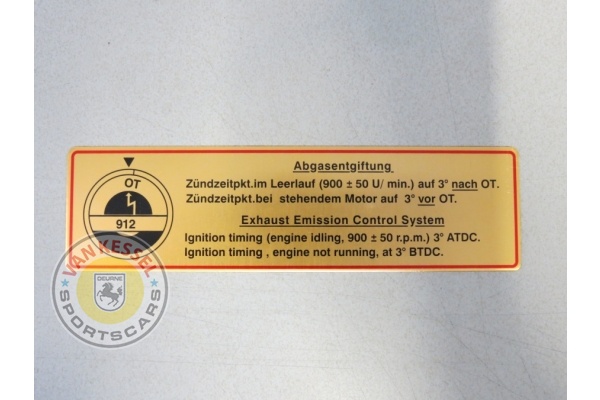 Abgasentgiftung
Zündzeitpkt.im Leerlauf (900 ± 50 U/ min.) auf 3° nach OT.
Zündzeitpkt.bei stehendem Motor auf 3° vor OT.
Exhaust Emission Control System
Ignition timing (engine idling, 900 ± 50 r.p.m.) 3° ATDC.
Ignition timing , engine not running, at 3° BTDC.
OT
912
VAN KESSEL
DEURNE
SPORTSCARS